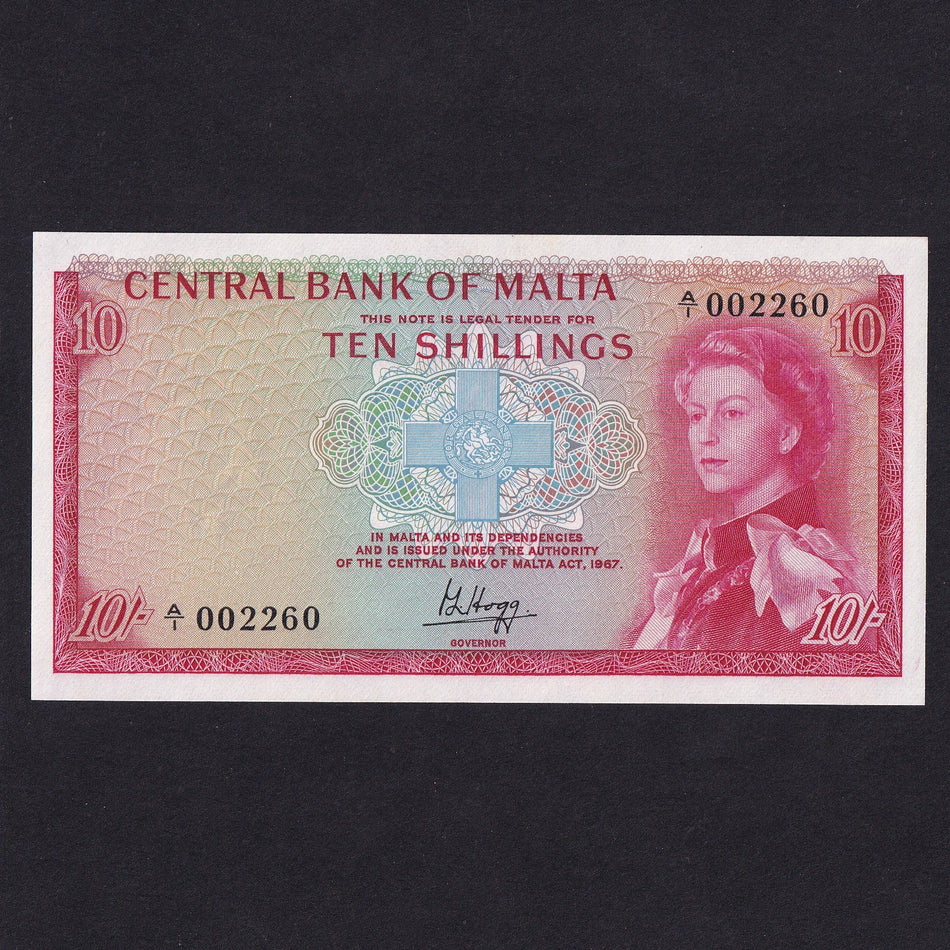 CENTRAL BANK OF MALTA
A/1 002260
10
THIS NOTE IS LEGAL TENDER FOR
10
TEN SHILLINGS
IN MALTA AND ITS DEPENDENCIES
AND IS ISSUED UNDER THE AUTHORITY
OF THE CENTRAL BANK OF MALTA ACT, 1967.
10/-
A/1 002260
Hogg.
10/-
GOVERNOR